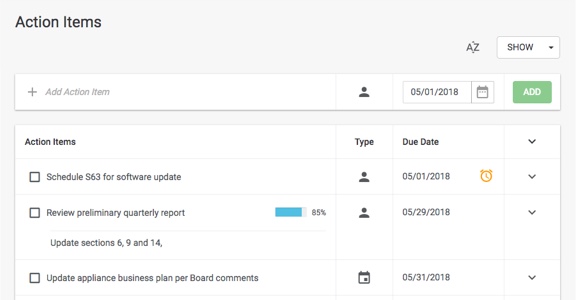 Action Items
AZ SHOW
Add Action Item 05/01/2018 ADD
Action Items Type Due Date
Schedule S63 for software update 05/01/2018
Review preliminary quarterly report 85% 05/29/2018
Update sections 6, 9 and 14,
Update appliance business plan per Board comments 05/31/2018